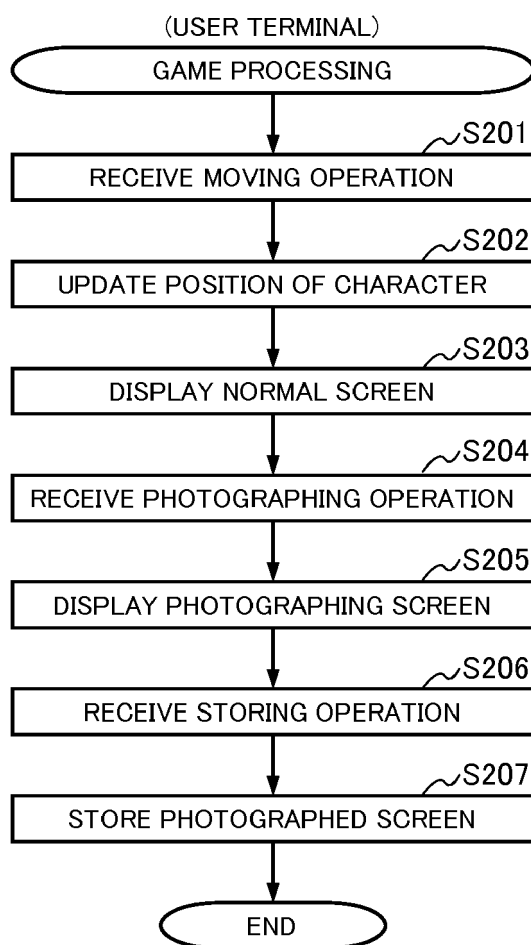 (USER TERMINAL)
GAME PROCESSING
S201
RECEIVE MOVING OPERATION
S202
UPDATE POSITION OF CHARACTER
S203
DISPLAY NORMAL SCREEN
S204
RECEIVE PHOTOGRAPHING OPERATION
S205
DISPLAY PHOTOGRAPHING SCREEN
S206
RECEIVE STORING OPERATION
S207
STORE PHOTOGRAPHED SCREEN
END